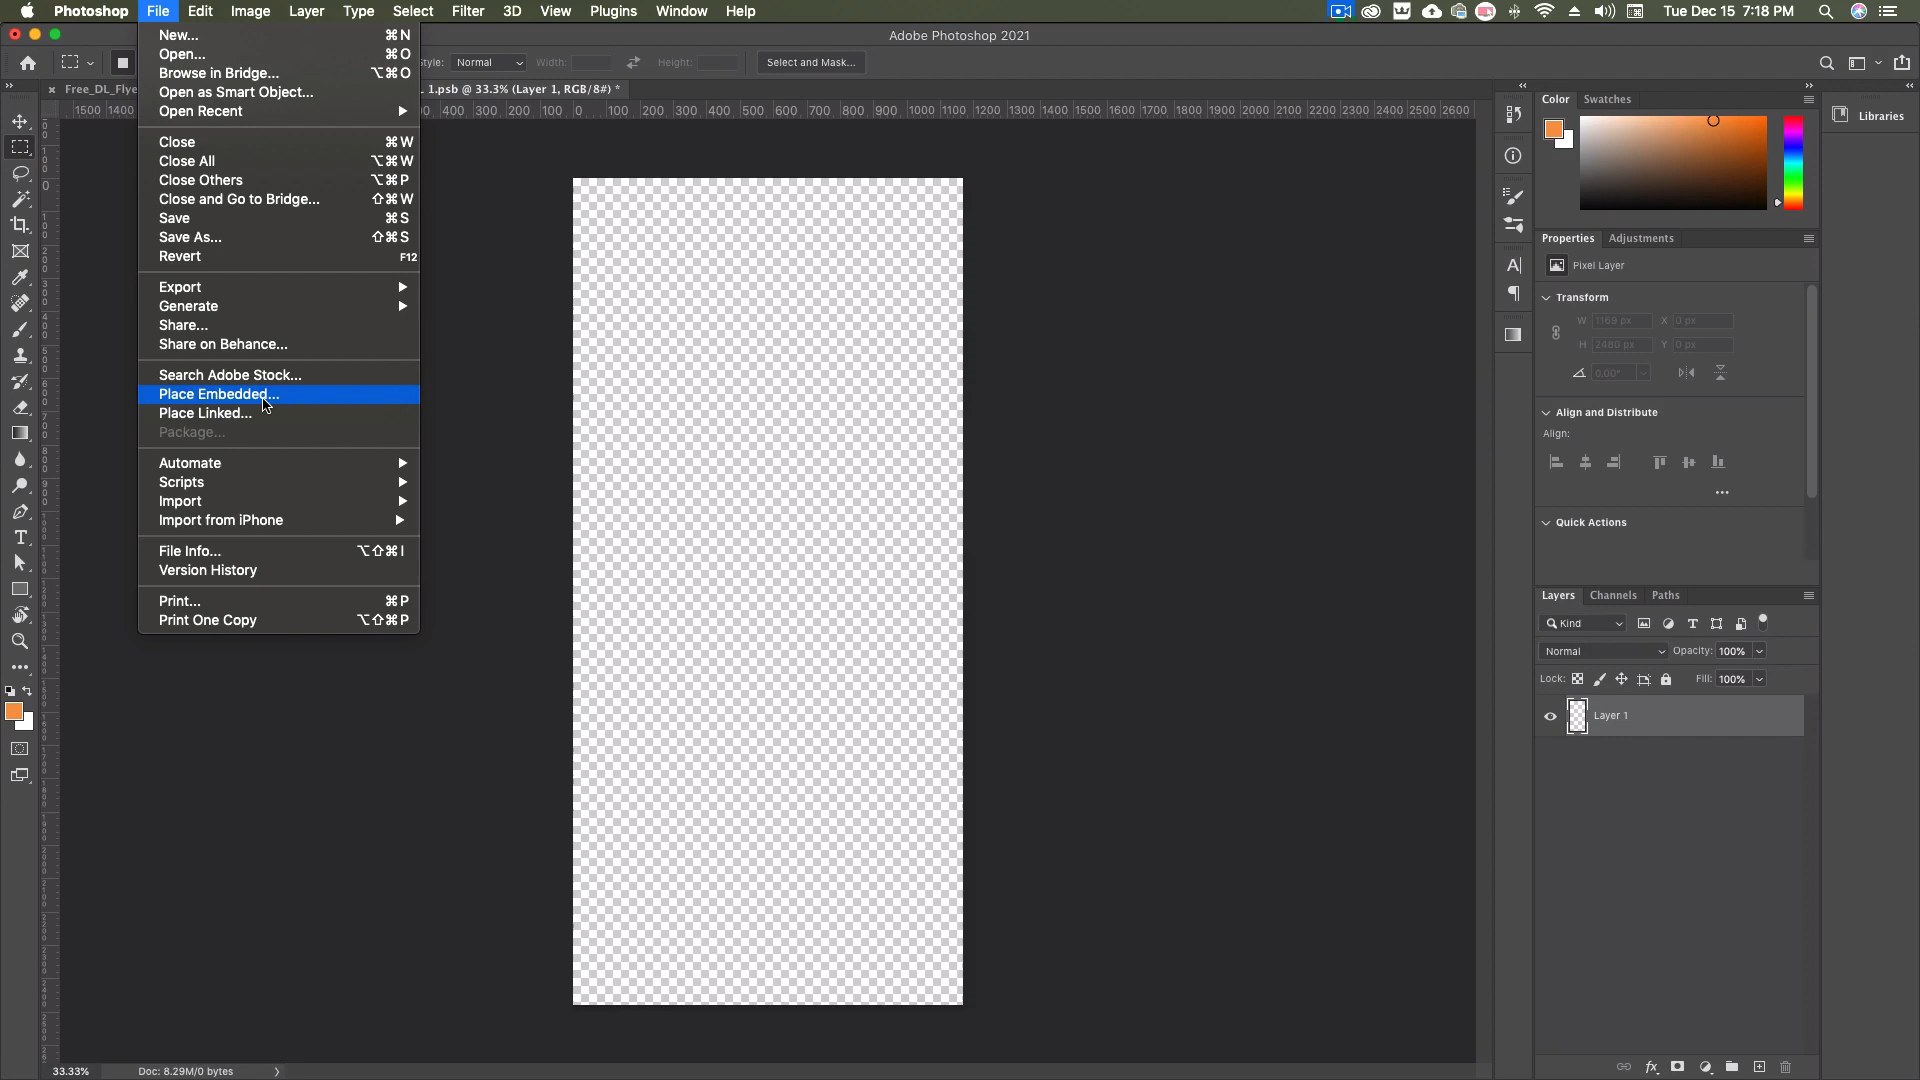 Photoshop File Edit Image Layer Type Select Filter 3D View Plugins Window Help Tue Dec 15 7:18 PM
Adobe Photoshop 2021
New... ⌘N
Open... ⌘O
Browse in Bridge... ⌥⌘O
Open as Smart Object...
Open Recent
Close ⌘W
Close All ⌥⌘W
Close Others ⌥⌘P
Close and Go to Bridge... ⇧⌘W
Save ⌘S
Save As... ⇧⌘S
Revert F12
Export
Generate
Share...
Share on Behance...
Search Adobe Stock...
Place Embedded...
Place Linked...
Package...
Automate
Scripts
Import
Import from iPhone
File Info... ⌥⇧⌘I
Version History
Print... ⌘P
Print One Copy ⌥⇧⌘P
Style: Normal Width: Height: Select and Mask...
Free_DL_Flye
1.psb @ 33.3% (Layer 1, RGB/8#) *
1500 1400 400 300 200 100 0 100 200 300 400 500 600 700 800 900 1000 1100 1200 1300 1400 1500 1600 1700 1800 1900 2000 2100 2200 2300 2400 2500 2600
Color Swatches
Libraries
Properties Adjustments
Pixel Layer
Transform
W 1169 px X 0 px
H 2480 px Y 0 px
0.00°
Align and Distribute
Align:
Quick Actions
Layers Channels Paths
Kind
Normal Opacity: 100%
Lock: Fill: 100%
Layer 1
33.33% Doc: 8.29M/0 bytes